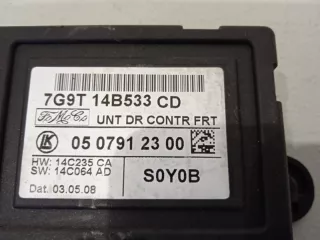 7G9T 14B533 CD
FoMoCo UNT DR CONTR FRT
LK 05 0791 23 00
HW: 14C235 CA
SW: 14C064 AD
Dat. 03.05.08 S0Y0B